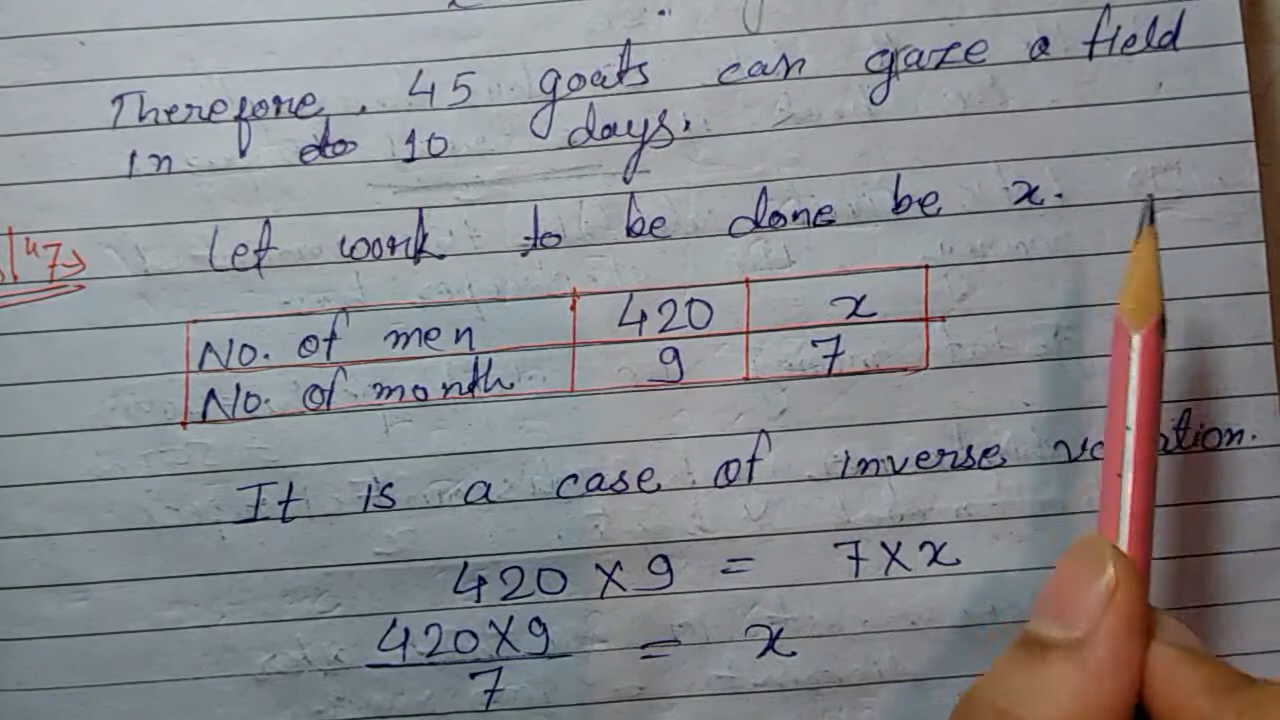 Therefore, 45 goats can graze a field
in do 10 days.
Let work to be done be x.
No. of men 420 x
No. of month 9 7
It is a case of inverse
420 × 9 = 7 × x
420×9 = x
7